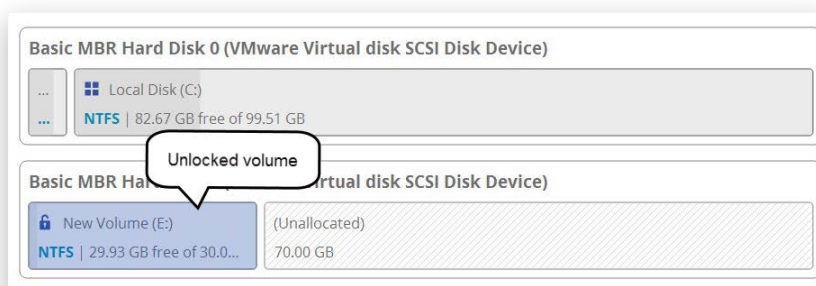 Basic MBR Hard Disk 0 (VMware Virtual disk SCSI Disk Device)
... Local Disk (C:)
... NTFS | 82.67 GB free of 99.51 GB
Unlocked volume
Basic MBR Har rtual disk SCSI Disk Device)
New Volume (E:) (Unallocated)
NTFS | 29.93 GB free of 30.0... 70.00 GB